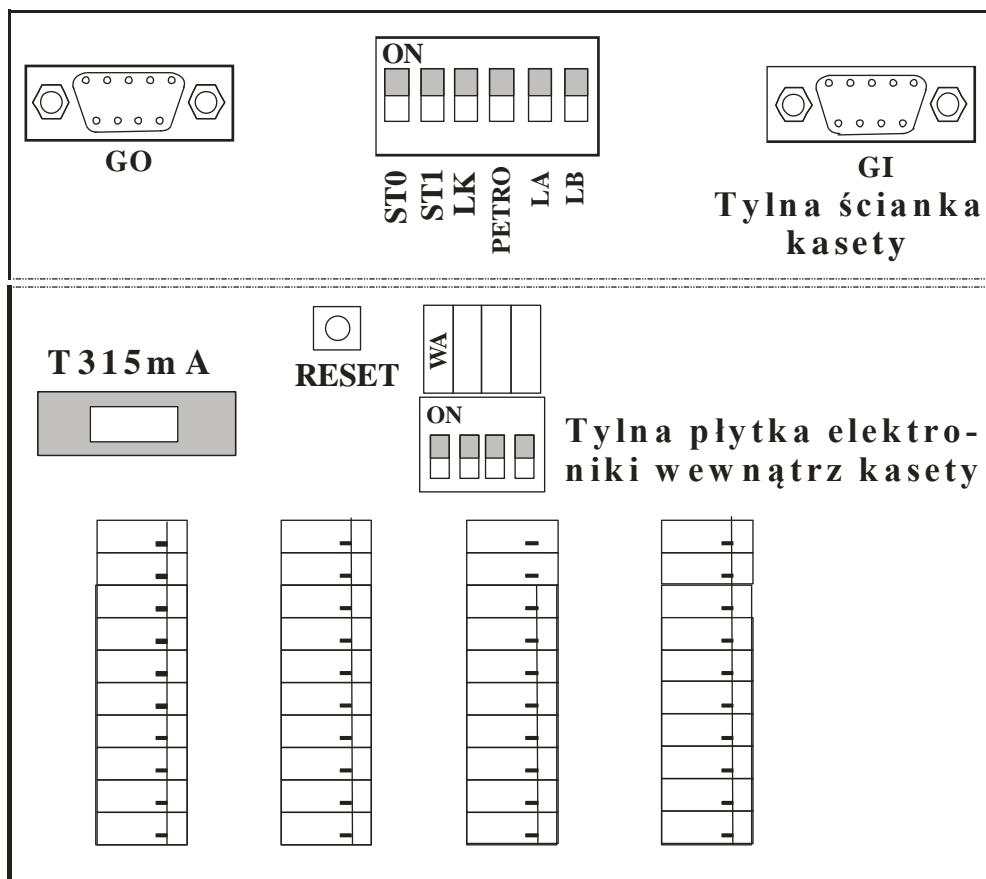 ON
GO
ST0
ST1
LK
PETRO
LA
LB
GI
Tylna ścianka
kasety
T315mA
RESET
WA
ON
Tylna płytka elektro-
niki wewnątrz kasety